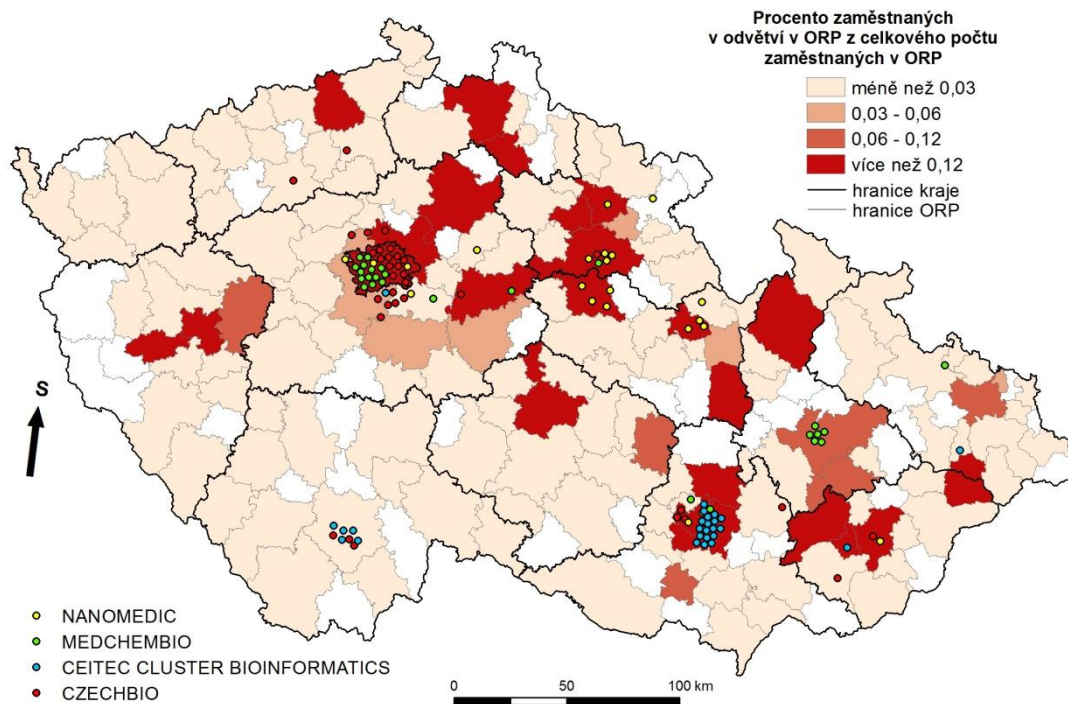 Procento zaměstnaných
v odvětví v ORP z celkového počtu
zaměstnaných v ORP
méně než 0,03
0,03 - 0,06
0,06 - 0,12
více než 0,12
hranice kraje
hranice ORP
S
NANOMEDIC
MEDCHEMBIO
CEITEC CLUSTER BIOINFORMATICS
CZECHBIO
0 50 100 km